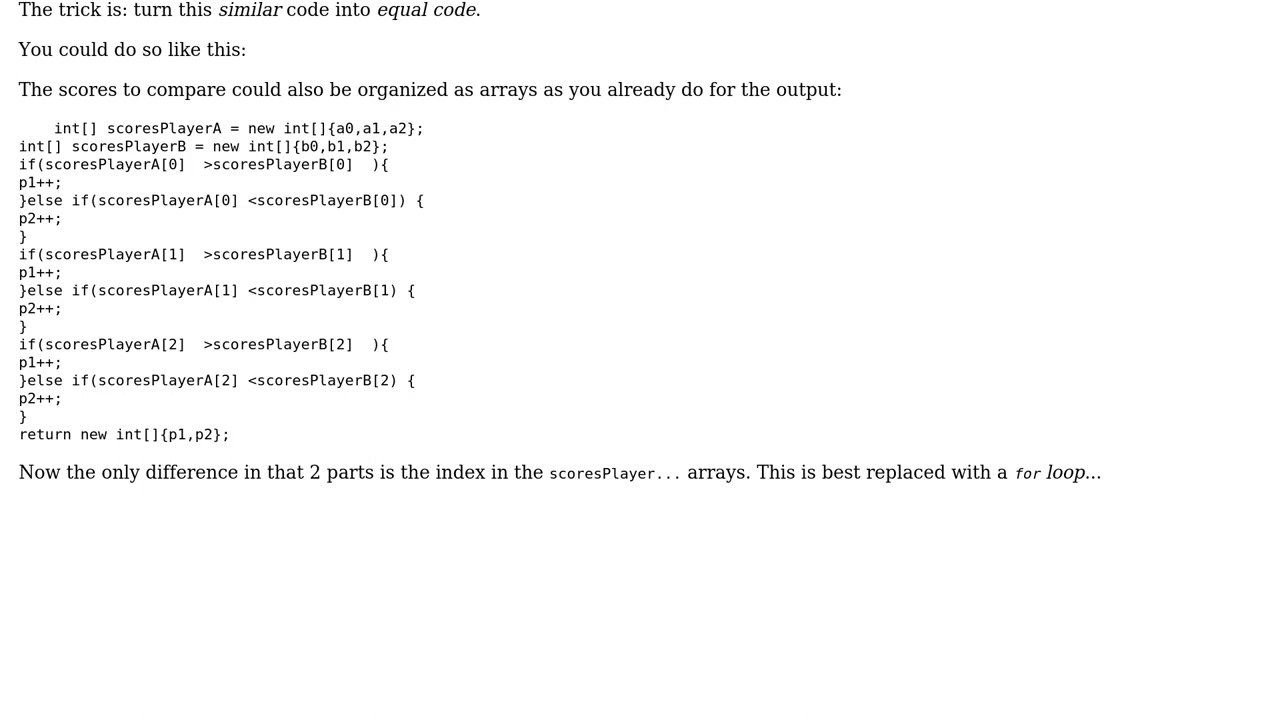 The trick is: turn this similar code into equal code.
You could do so like this:
The scores to compare could also be organized as arrays as you already do for the output:
    int[] scoresPlayerA = new int[]{a0,a1,a2};
int[] scoresPlayerB = new int[]{b0,b1,b2};
if(scoresPlayerA[0]  >scoresPlayerB[0]  ){
p1++;
}else if(scoresPlayerA[0] <scoresPlayerB[0]) {
p2++;
}
if(scoresPlayerA[1]  >scoresPlayerB[1]  ){
p1++;
}else if(scoresPlayerA[1] <scoresPlayerB[1) {
p2++;
}
if(scoresPlayerA[2]  >scoresPlayerB[2]  ){
p1++;
}else if(scoresPlayerA[2] <scoresPlayerB[2) {
p2++;
}
return new int[]{p1,p2};
Now the only difference in that 2 parts is the index in the scoresPlayer... arrays. This is best replaced with a for loop...